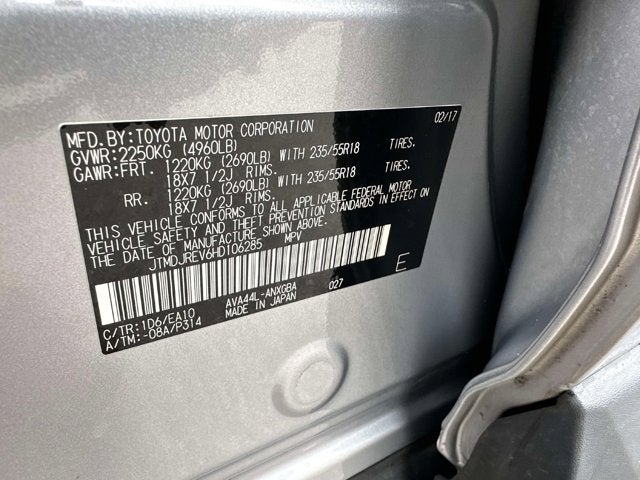 02/17
MFD. BY: TOYOTA MOTOR CORPORATION
GVWR: 2250KG (4960LB)
GAWR: FRT. 1220KG (2690LB) WITH 235/55R18 TIRES.
18X7 1/2J RIMS.
RR. 1220KG (2690LB) WITH 235/55R18 TIRES.
18X7 1/2J RIMS.
THIS VEHICLE CONFORMS TO ALL APPLICABLE FEDERAL MOTOR
VEHICLE SAFETY AND THEFT PREVENTION STANDARDS IN EFFECT ON
THE DATE OF MANUFACTURE SHOWN ABOVE.
JTMDJREV6HD106285 MPV
E
C/TR: 1D6/EA10 AVA44L-ANXGBA 027
A/TM: -08A/P314 MADE IN JAPAN